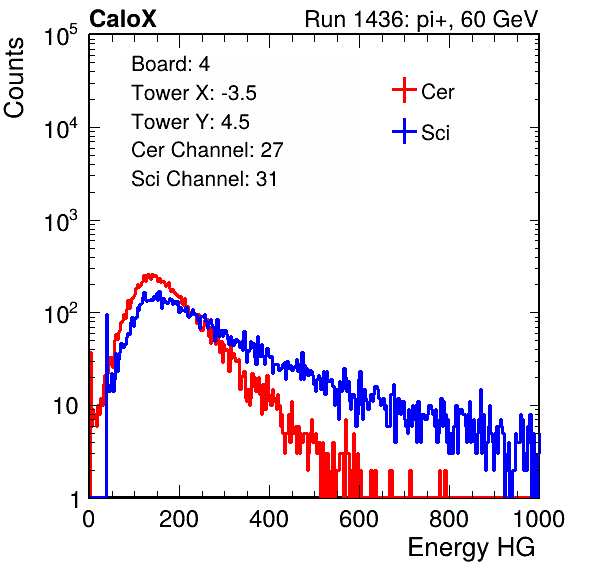 CaloX Run 1436: pi+, 60 GeV
Counts
Board: 4
Tower X: -3.5
Tower Y: 4.5
Cer Channel: 27
Sci Channel: 31
Cer
Sci
10^5
10^4
10^3
10^2
10
1
0 200 400 600 800 1000
Energy HG